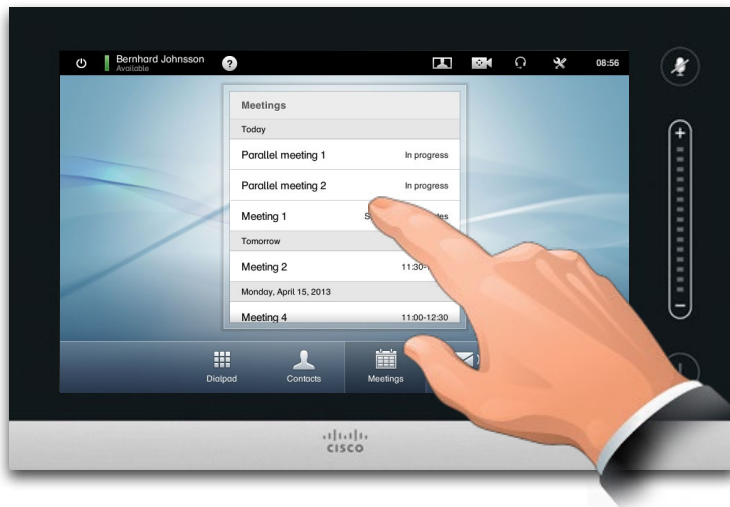 Bernhard Johnsson
Available
?
08:56
Meetings
Today
Parallel meeting 1 In progress
Parallel meeting 2 In progress
Meeting 1
Tomorrow
Meeting 2 11:30-
Monday, April 15, 2013
Meeting 4 11:00-12:30
Dialpad Contacts Meetings
+
−
CISCO